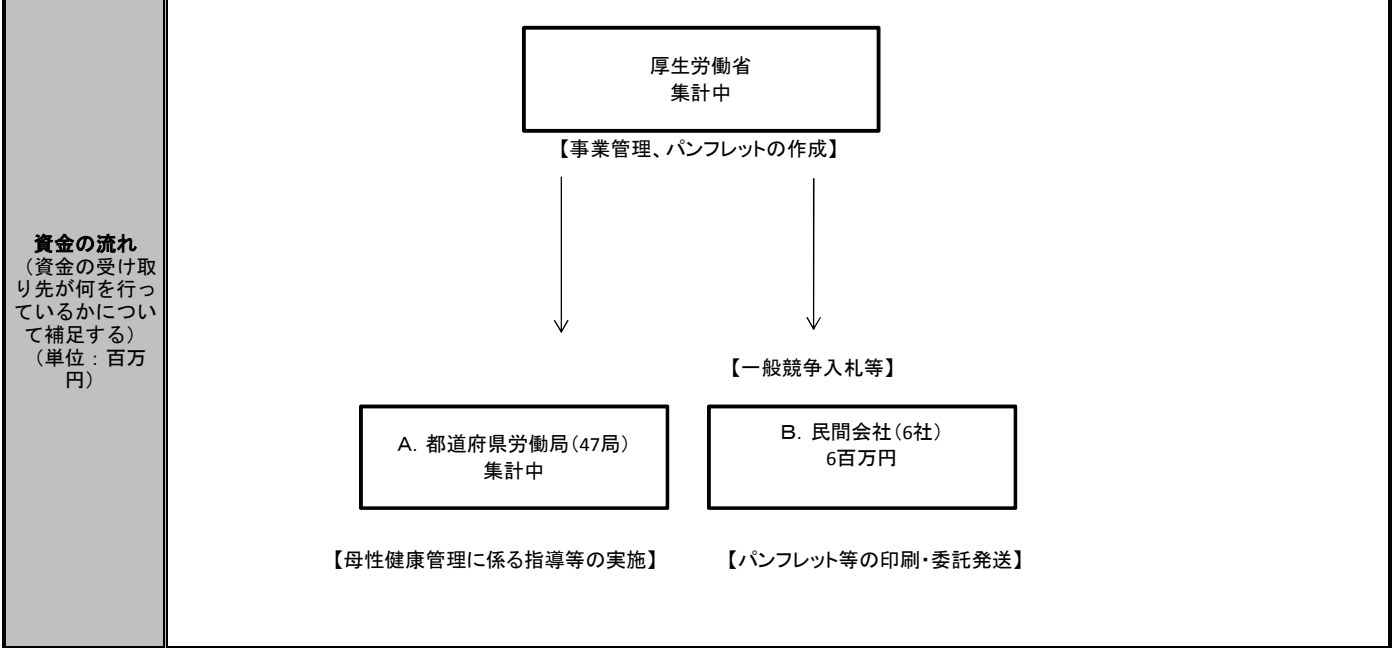 資金の流れ
（資金の受け取
り先が何を行っ
ているかについ
て補足する）
（単位：百万
円）
厚生労働省
集計中
【事業管理、パンフレットの作成】
【一般競争入札等】
A．都道府県労働局（47局）
集計中
B．民間会社（6社）
6百万円
【母性健康管理に係る指導等の実施】
【パンフレット等の印刷・委託発送】